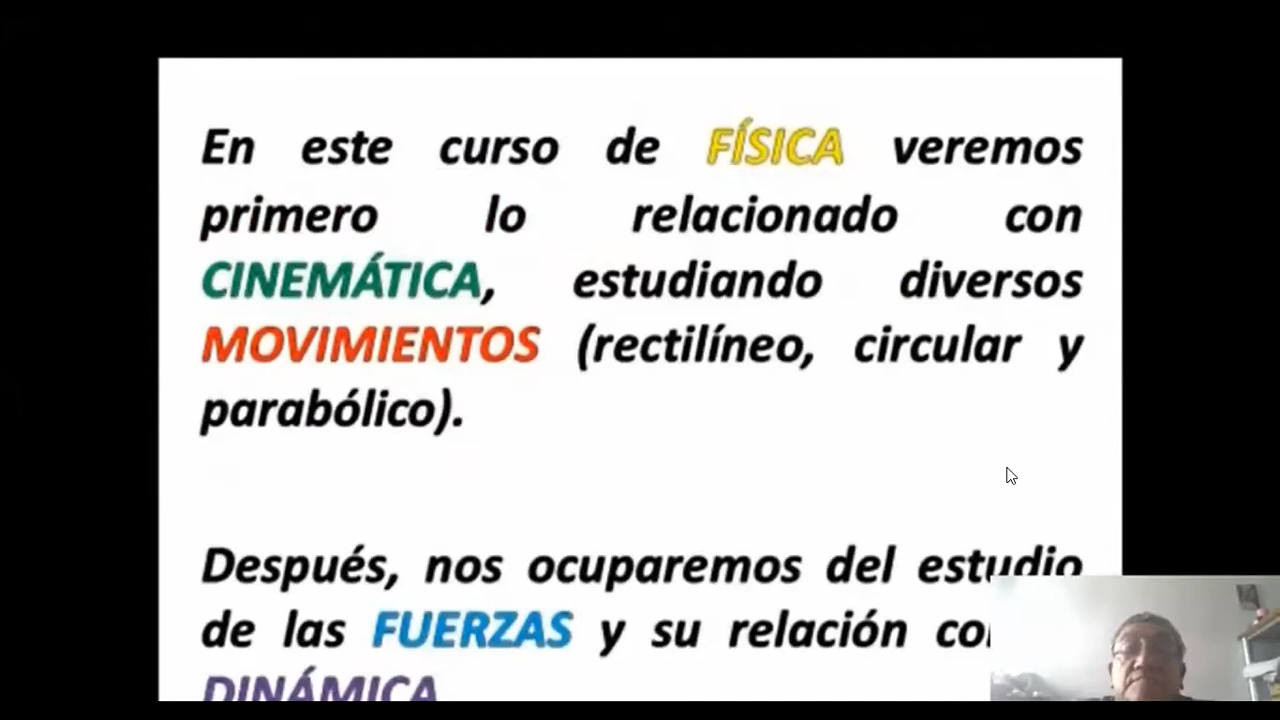 En este curso de FÍSICA veremos
primero lo relacionado con
CINEMÁTICA, estudiando diversos
MOVIMIENTOS (rectilíneo, circular y
parabólico).
Después, nos ocuparemos del estudio
de las FUERZAS y su relación
DINÁMICA